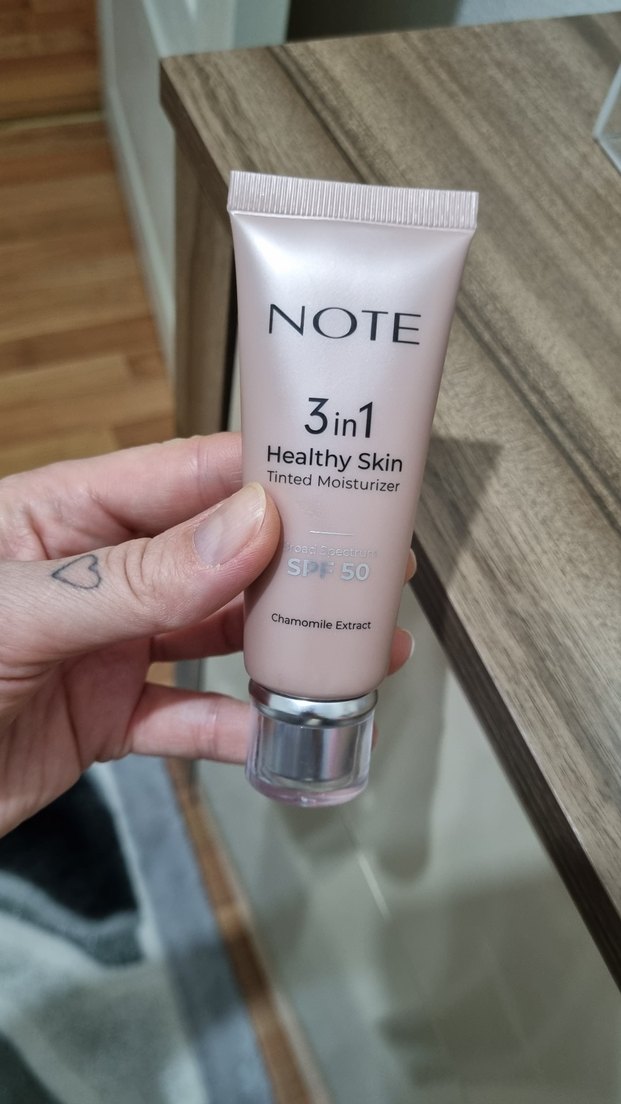 NOTE
3in1
Healthy Skin
Tinted Moisturizer
Broad Spectrum
SPF 50
Chamomile Extract